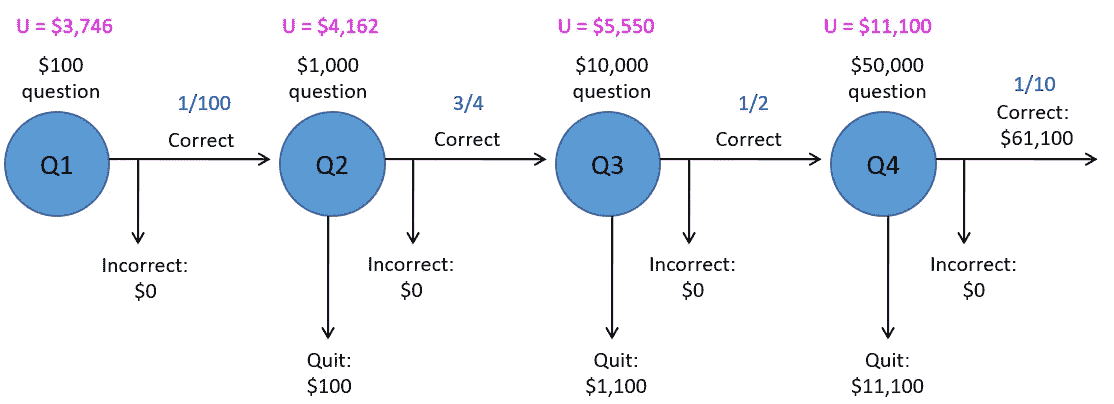 U = $3,746
$100
question
1/100
Correct
Q1
Incorrect:
$0
U = $4,162
$1,000
question
3/4
Correct
Q2
Incorrect:
$0
Quit:
$100
U = $5,550
$10,000
question
1/2
Correct
Q3
Incorrect:
$0
Quit:
$1,100
U = $11,100
$50,000
question
1/10
Correct:
$61,100
Q4
Incorrect:
$0
Quit:
$11,100